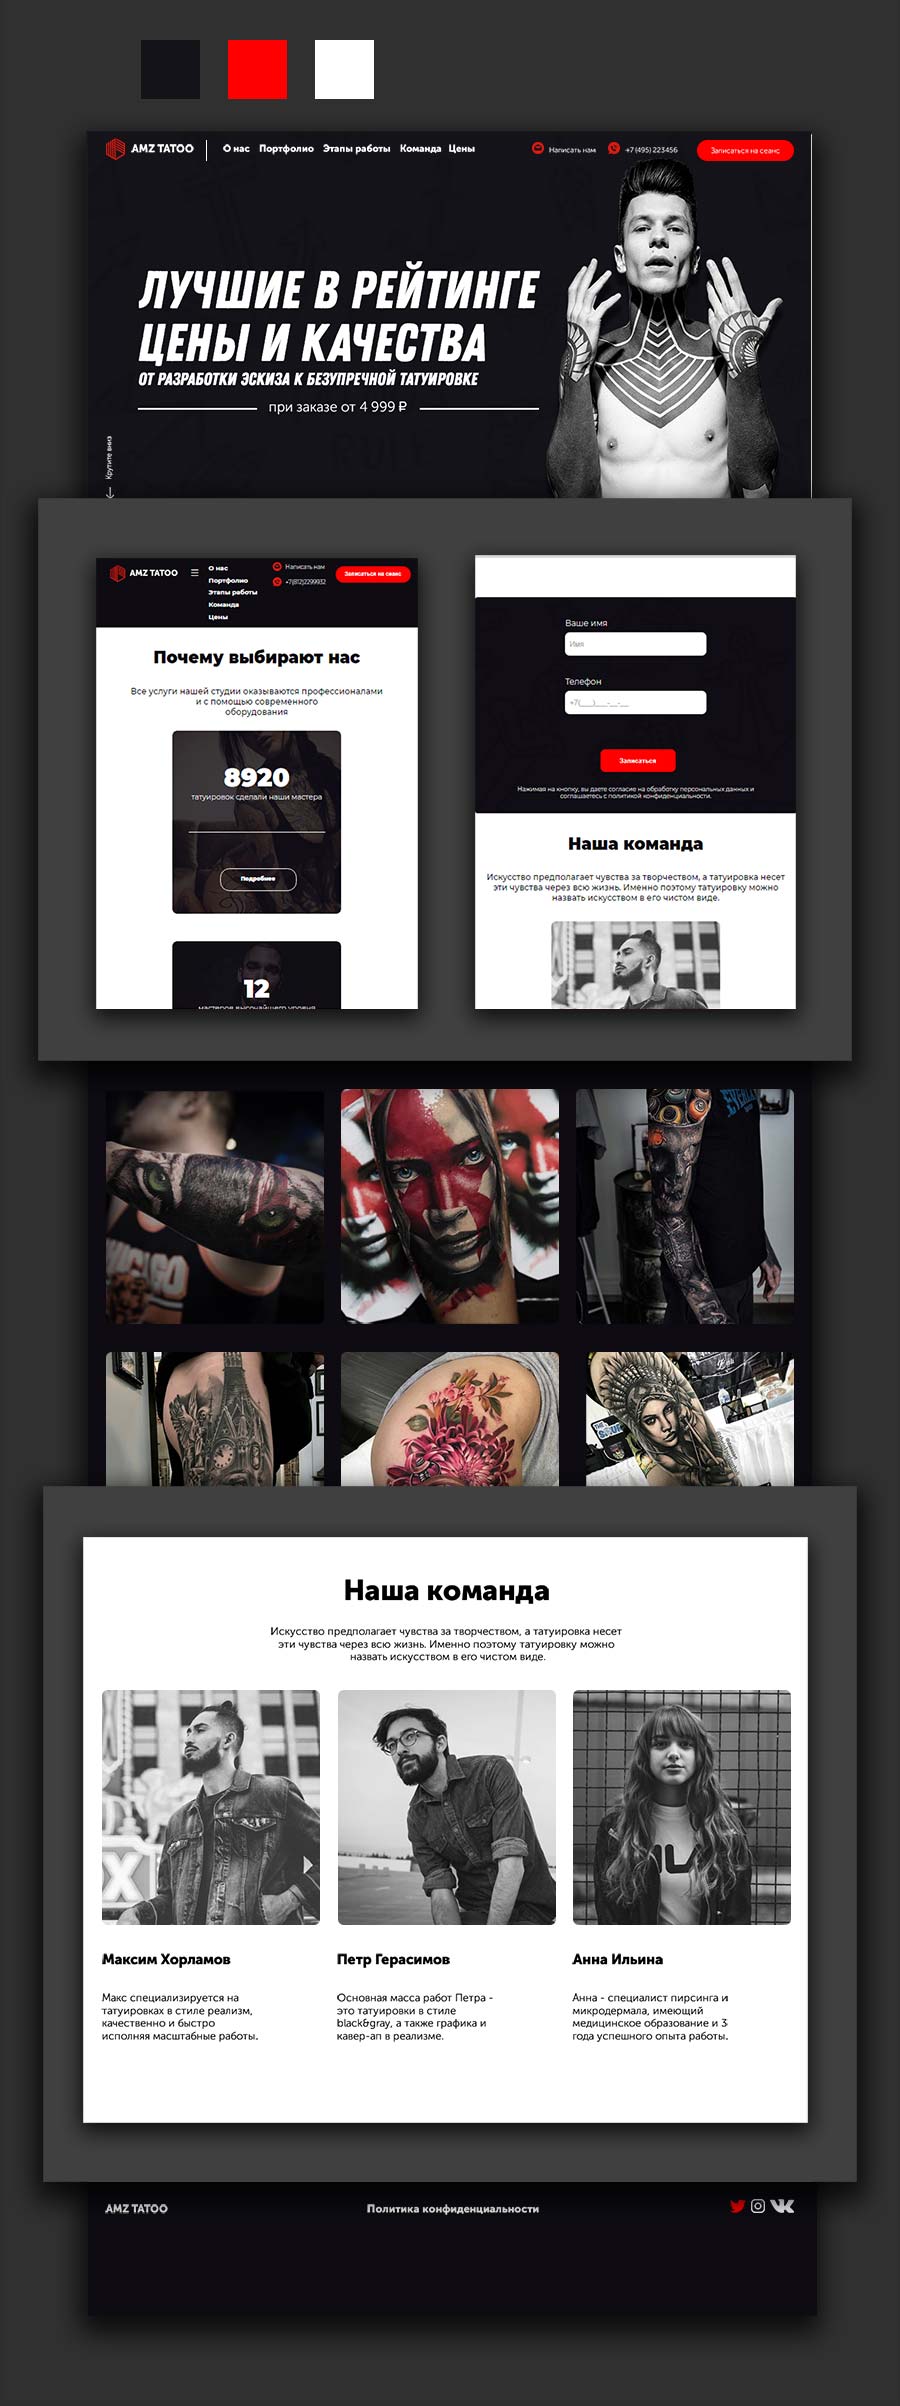 AMZ TATOO
О нас Портфолио Этапы работы Команда Цены
Написать нам
+7 (495) 223456
Записаться на сеанс
ЛУЧШИЕ В РЕЙТИНГЕ
ЦЕНЫ И КАЧЕСТВА
ОТ РАЗРАБОТКИ ЭСКИЗА К БЕЗУПРЕЧНОЙ ТАТУИРОВКЕ
при заказе от 4 999 ₽
Крутите вниз
AMZ TATOO
О нас
Портфолио
Этапы работы
Команда
Цены
Написать нам
+7(812)2299932
Записаться на сеанс
Почему выбирают нас
Все услуги нашей студии оказываются профессионалами
и с помощью современного
оборудования
8920
татуировок сделали наши мастера
Подробнее
12
мастеров высочайшего уровня
Ваше имя
Имя
Телефон
+7(___)___-__-__
Записаться
Нажимая на кнопку, вы даете согласие на обработку персональных данных и
соглашаетесь с политикой конфиденциальности.
Наша команда
Искусство предполагает чувства за творчеством, а татуировка несет
эти чувства через всю жизнь. Именно поэтому татуировку можно
назвать искусством в его чистом виде.
Наша команда
Искусство предполагает чувства за творчеством, а татуировка несет
эти чувства через всю жизнь. Именно поэтому татуировку можно
назвать искусством в его чистом виде.
Максим Хорламов
Макс специализируется на
татуировках в стиле реализм,
качественно и быстро
исполняя масштабные работы.
Петр Герасимов
Основная масса работ Петра -
это татуировки в стиле
black&gray, а также графика и
кавер-ап в реализме.
Анна Ильина
Анна - специалист пирсинга и
микродермала, имеющий
медицинское образование и 3
года успешного опыта работы.
AMZ TATOO
Политика конфиденциальности